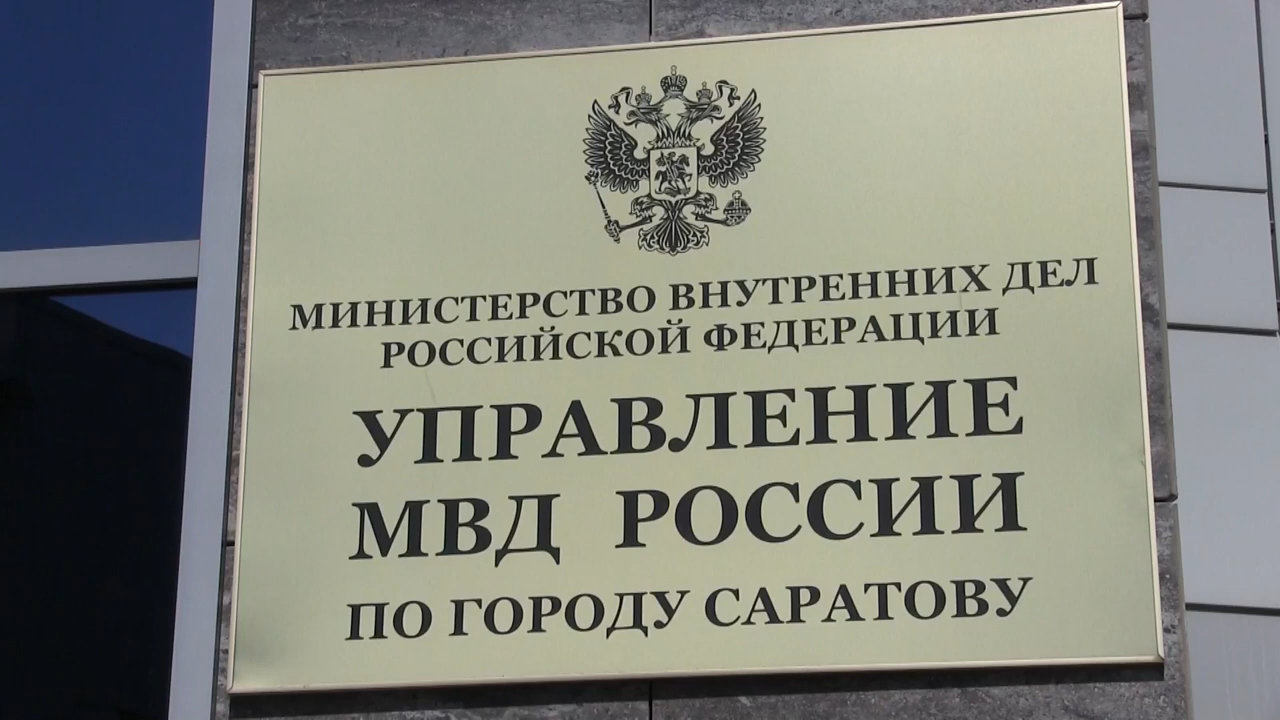 МИНИСТЕРСТВО ВНУТРЕННИХ ДЕЛ
РОССИЙСКОЙ ФЕДЕРАЦИИ
УПРАВЛЕНИЕ
МВД РОССИИ
ПО ГОРОДУ САРАТОВУ